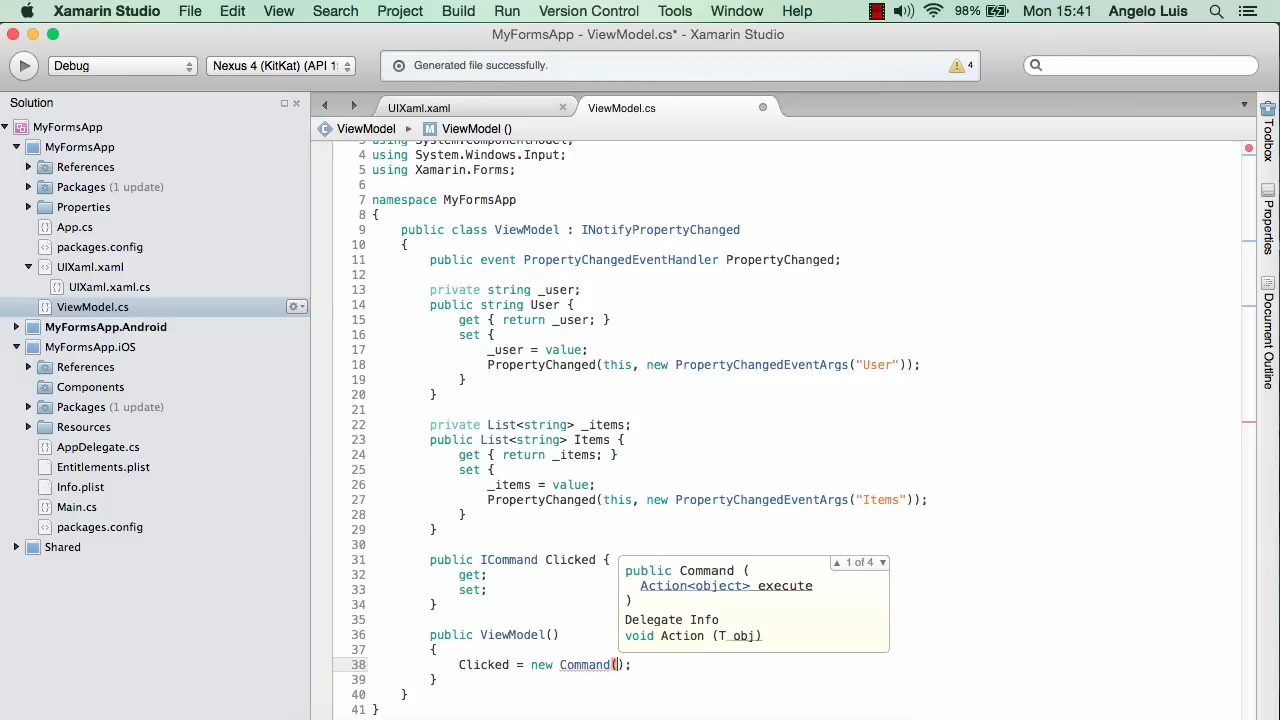 Xamarin Studio File Edit View Search Project Build Run Version Control Tools Window Help 98% Mon 15:41 Angelo Luis
MyFormsApp - ViewModel.cs* - Xamarin Studio
Debug Nexus 4 (KitKat) (API 1 Generated file successfully. 4
Solution
MyFormsApp
MyFormsApp
References
Packages (1 update)
Properties
App.cs
packages.config
UIXaml.xaml
UIXaml.xaml.cs
ViewModel.cs
MyFormsApp.Android
MyFormsApp.iOS
References
Components
Packages (1 update)
Resources
AppDelegate.cs
Entitlements.plist
Info.plist
Main.cs
packages.config
Shared
UIXaml.xaml ViewModel.cs
ViewModel ViewModel ()
3 using System.ComponentModel;
4 using System.Windows.Input;
5 using Xamarin.Forms;
6
7 namespace MyFormsApp
8 {
9 public class ViewModel : INotifyPropertyChanged
10 {
11 public event PropertyChangedEventHandler PropertyChanged;
12
13 private string _user;
14 public string User {
15 get { return _user; }
16 set {
17 _user = value;
18 PropertyChanged(this, new PropertyChangedEventArgs("User"));
19 }
20 }
21
22 private List<string> _items;
23 public List<string> Items {
24 get { return _items; }
25 set {
26 _items = value;
27 PropertyChanged(this, new PropertyChangedEventArgs("Items"));
28 }
29 }
30
31 public ICommand Clicked {
32 get;
33 set;
34 }
35
36 public ViewModel()
37 {
38 Clicked = new Command();
39 }
40 }
41 }
1 of 4
public Command (
Action<object> execute
)
Delegate Info
void Action (T obj)
Toolbox
Properties
Document Outline